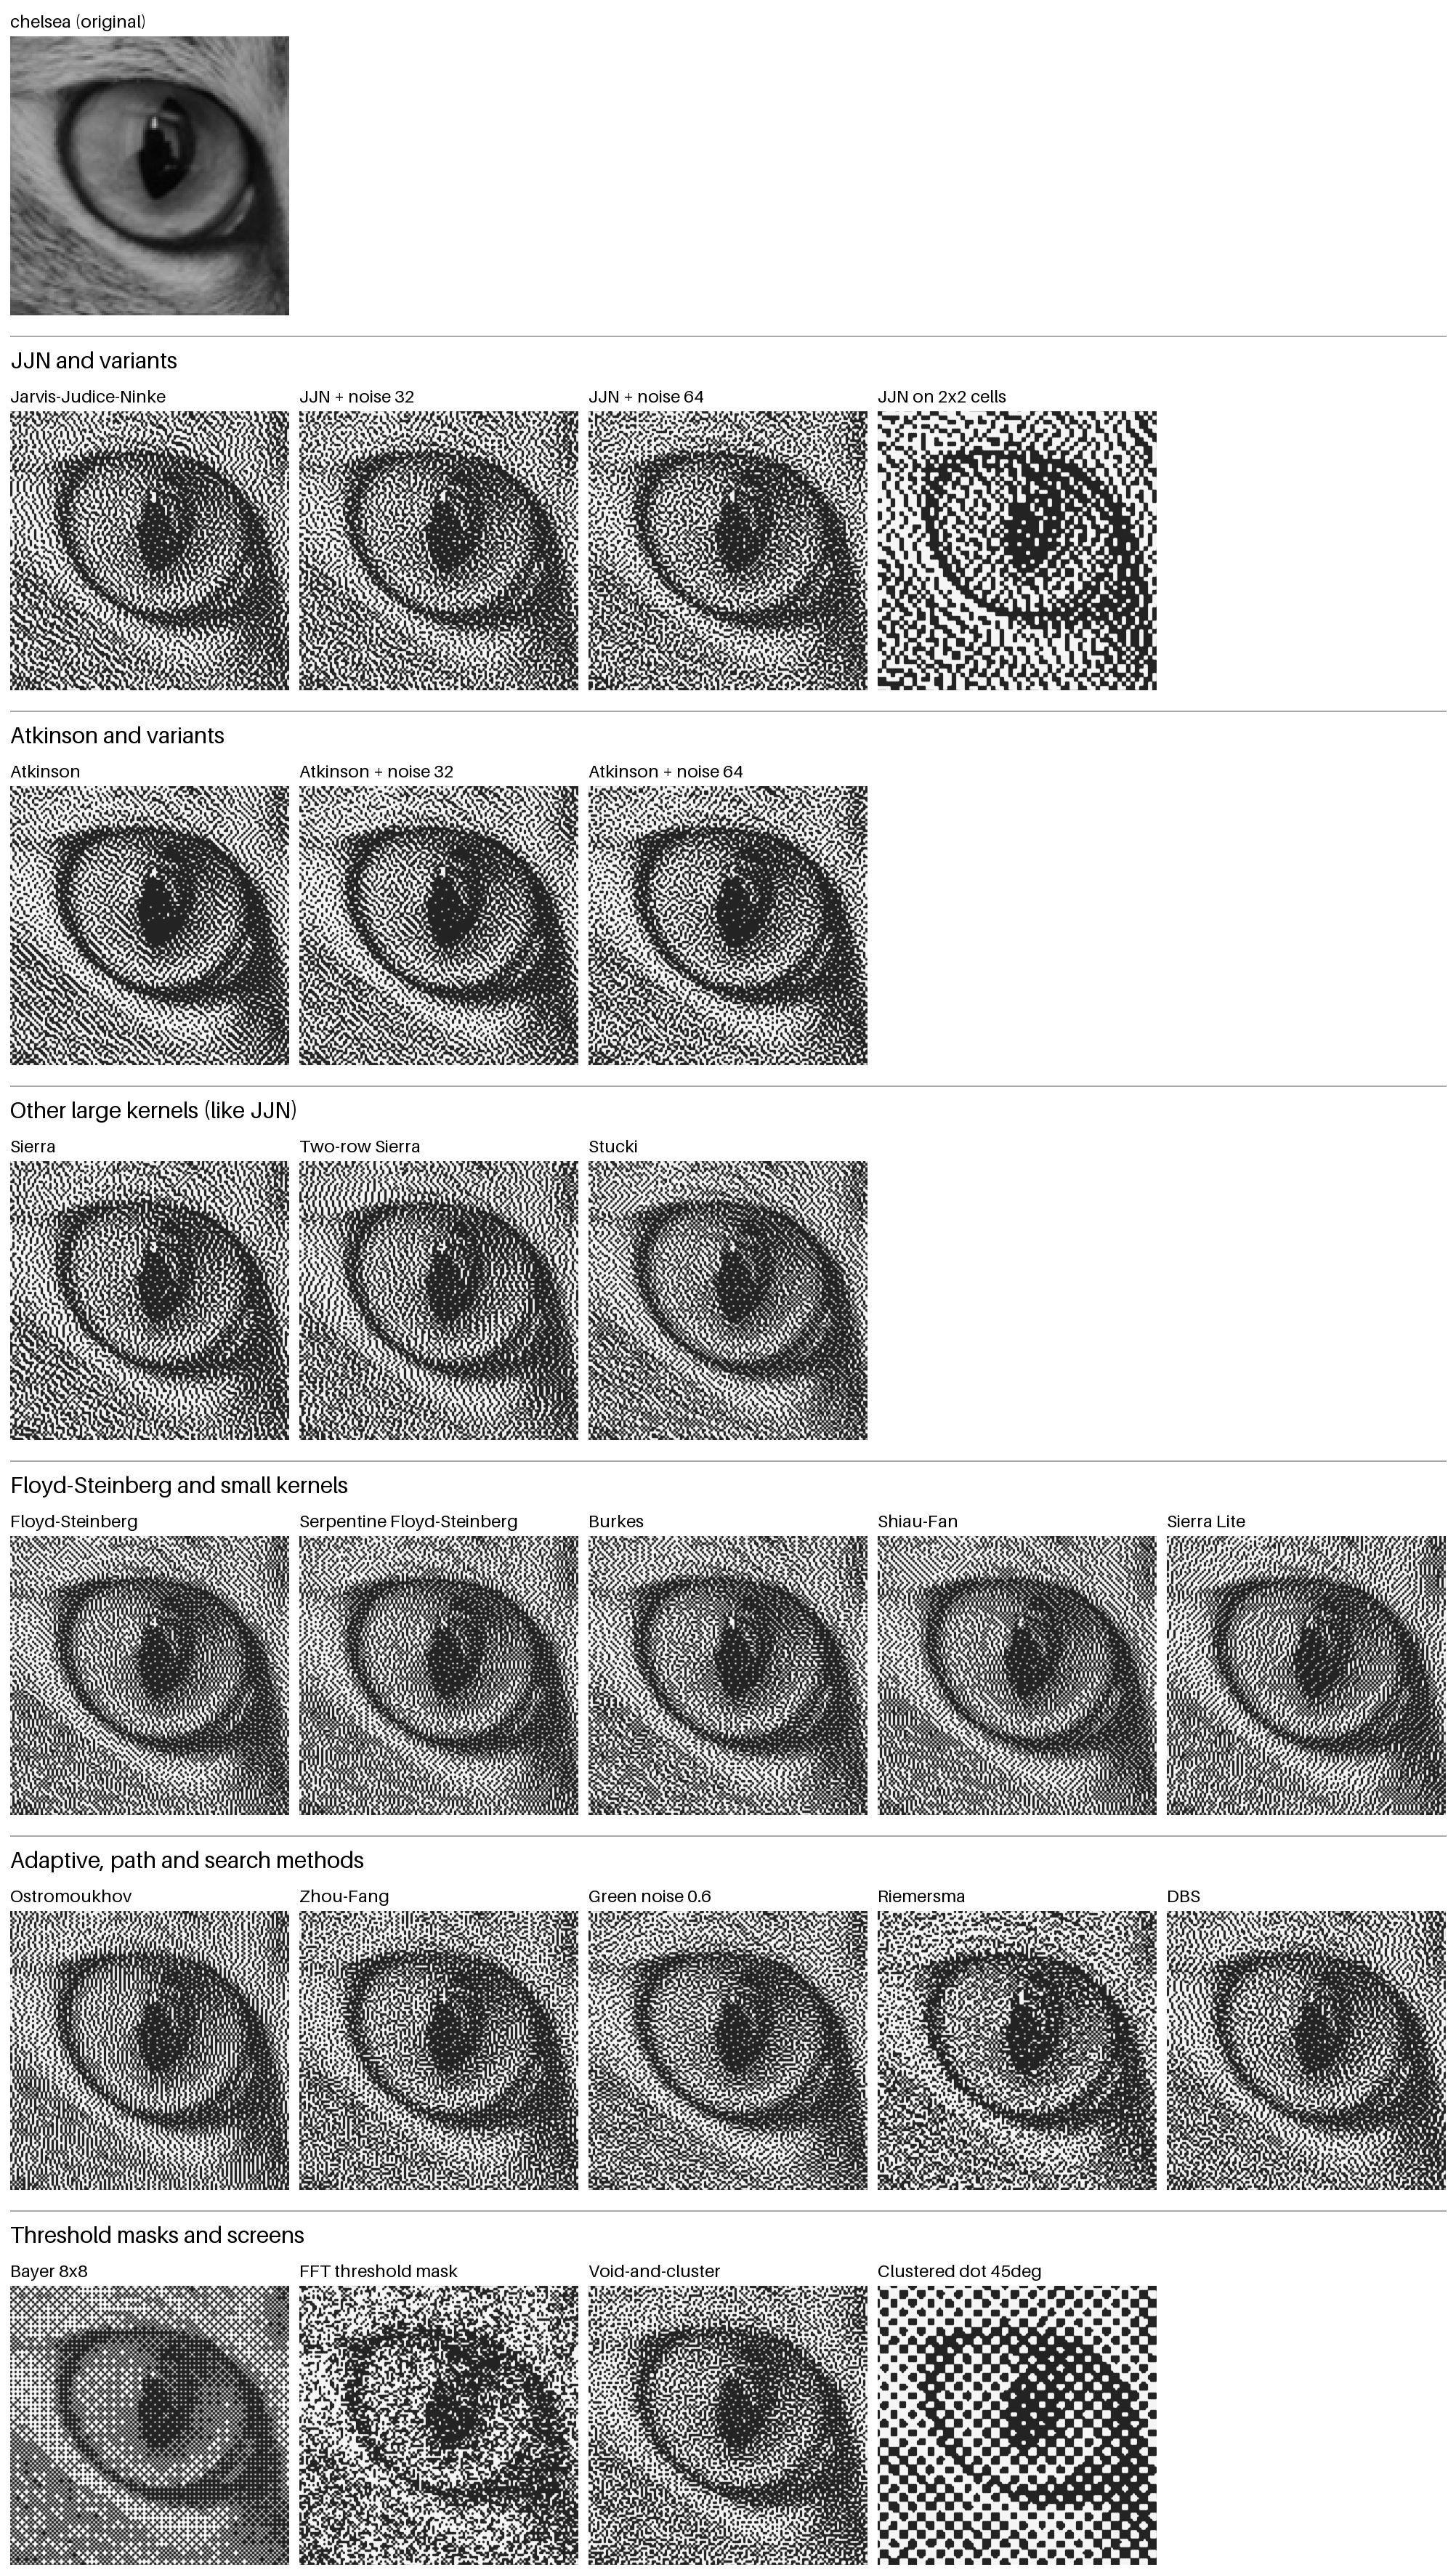 chelsea (original)
JJN and variants
Jarvis-Judice-Ninke
JJN + noise 32
JJN + noise 64
JJN on 2x2 cells
Atkinson and variants
Atkinson
Atkinson + noise 32
Atkinson + noise 64
Other large kernels (like JJN)
Sierra
Two-row Sierra
Stucki
Floyd-Steinberg and small kernels
Floyd-Steinberg
Serpentine Floyd-Steinberg
Burkes
Shiau-Fan
Sierra Lite
Adaptive, path and search methods
Ostromoukhov
Zhou-Fang
Green noise 0.6
Riemersma
DBS
Threshold masks and screens
Bayer 8x8
FFT threshold mask
Void-and-cluster
Clustered dot 45deg